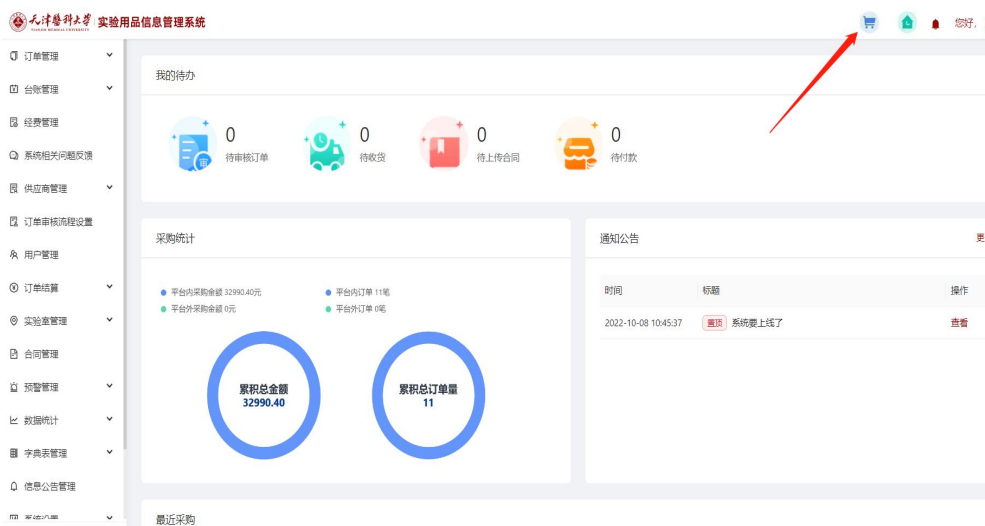 天津醫科大学 实验用品信息管理系统
TIANJIN MEDICAL UNIVERSITY
您好,
订单管理
台账管理
经费管理
系统相关问题反馈
供应商管理
订单审核流程设置
用户管理
订单结算
实验室管理
合同管理
预警管理
数据统计
字典表管理
信息公告管理
系统设置
我的待办
0
待审核订单
0
待收货
0
待上传合同
0
待付款
审
采购统计
平台内采购金额 32990.40元
平台内订单 11笔
平台外采购金额 0元
平台外订单 0笔
累积总金额
32990.40
累积总订单量
11
通知公告
更
时间 标题 操作
2022-10-08 10:45:37 置顶 系统要上线了 查看
最近采购